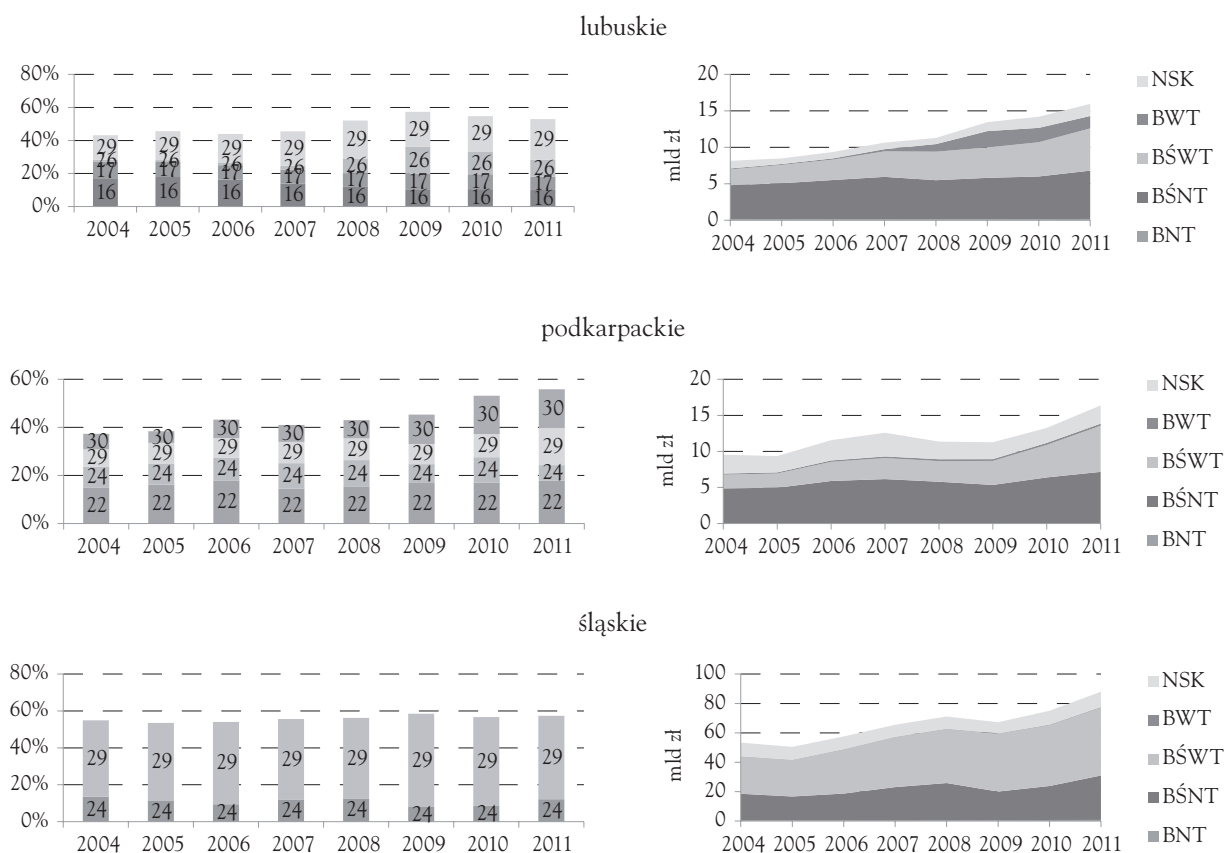 lubuskie
80%
60%
40%
20%
0%
29 29 29 29 29 29 29 29
26 26 26 26 26 26 26 26
17 17 17 17 17 17 17 17
16 16 16 16 16 16 16 16
2004 2005 2006 2007 2008 2009 2010 2011
mld zł
20
15
10
5
0
2004 2005 2006 2007 2008 2009 2010 2011
NSK
BWT
BŚWT
BŚNT
BNT
podkarpackie
60%
40%
20%
0%
30 30 30 30 30 30 30 30
29 29 29 29 29 29 29 29
24 24 24 24 24 24 24 24
22 22 22 22 22 22 22 22
2004 2005 2006 2007 2008 2009 2010 2011
mld zł
20
15
10
5
0
2004 2005 2006 2007 2008 2009 2010 2011
NSK
BWT
BŚWT
BŚNT
BNT
śląskie
80%
60%
40%
20%
0%
29 29 29 29 29 29 29 29
24 24 24 24 24 24 24 24
2004 2005 2006 2007 2008 2009 2010 2011
mld zł
100
80
60
40
20
0
2004 2005 2006 2007 2008 2009 2010 2011
NSK
BWT
BŚWT
BŚNT
BNT